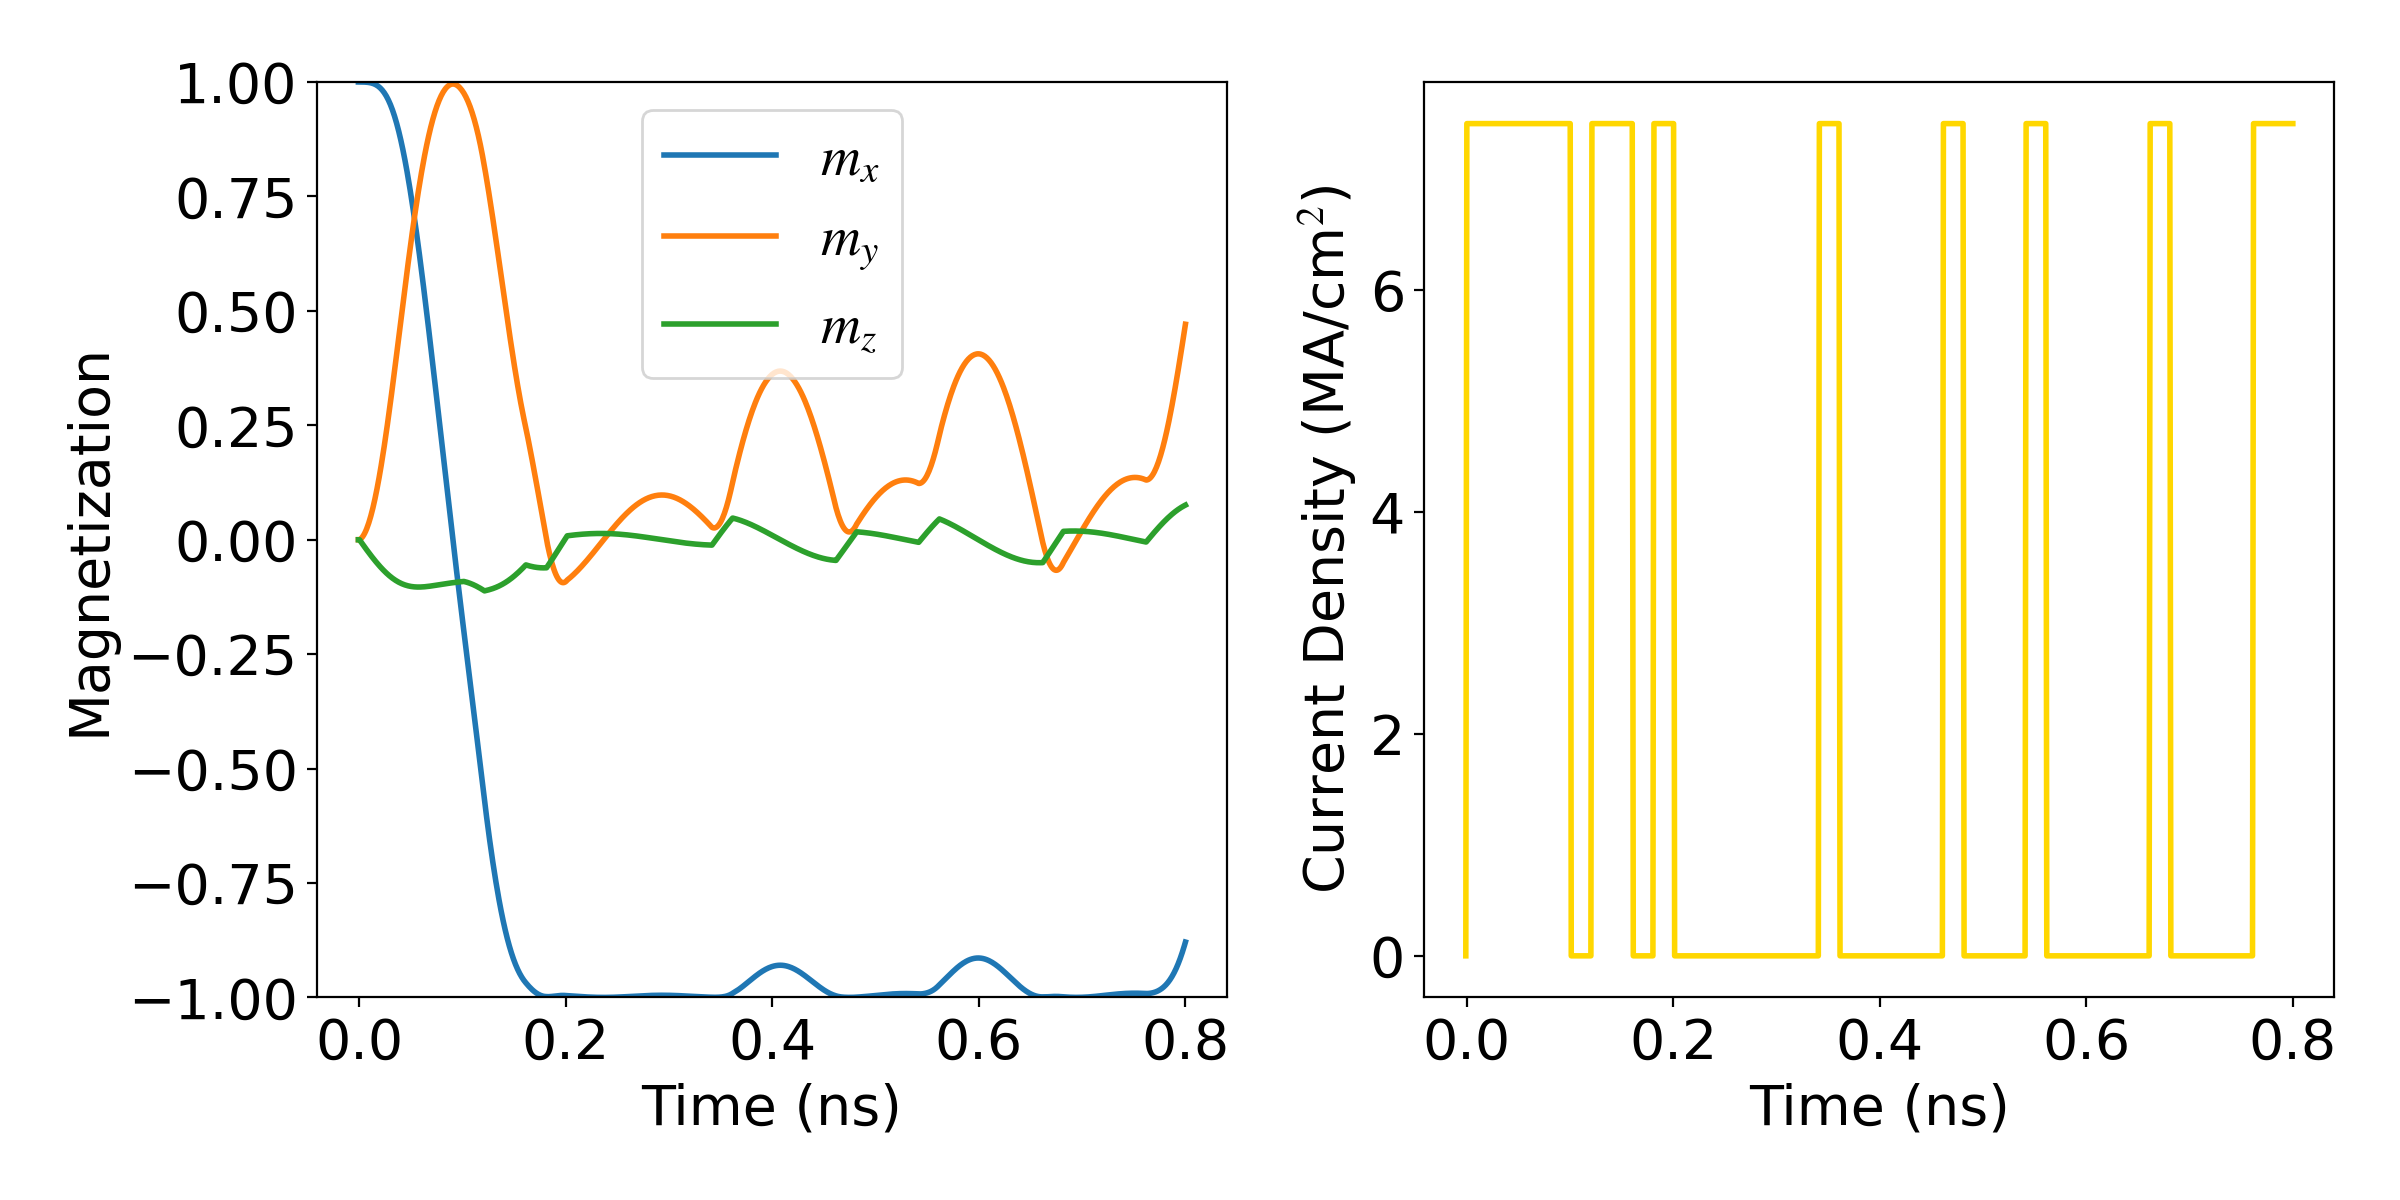 1.00
0.75
0.50
0.25
0.00
−0.25
−0.50
−0.75
−1.00
Magnetization
0.0 0.2 0.4 0.6 0.8
Time (ns)
m_x
m_y
m_z
6
4
2
0
Current Density (MA/cm²)
0.0 0.2 0.4 0.6 0.8
Time (ns)